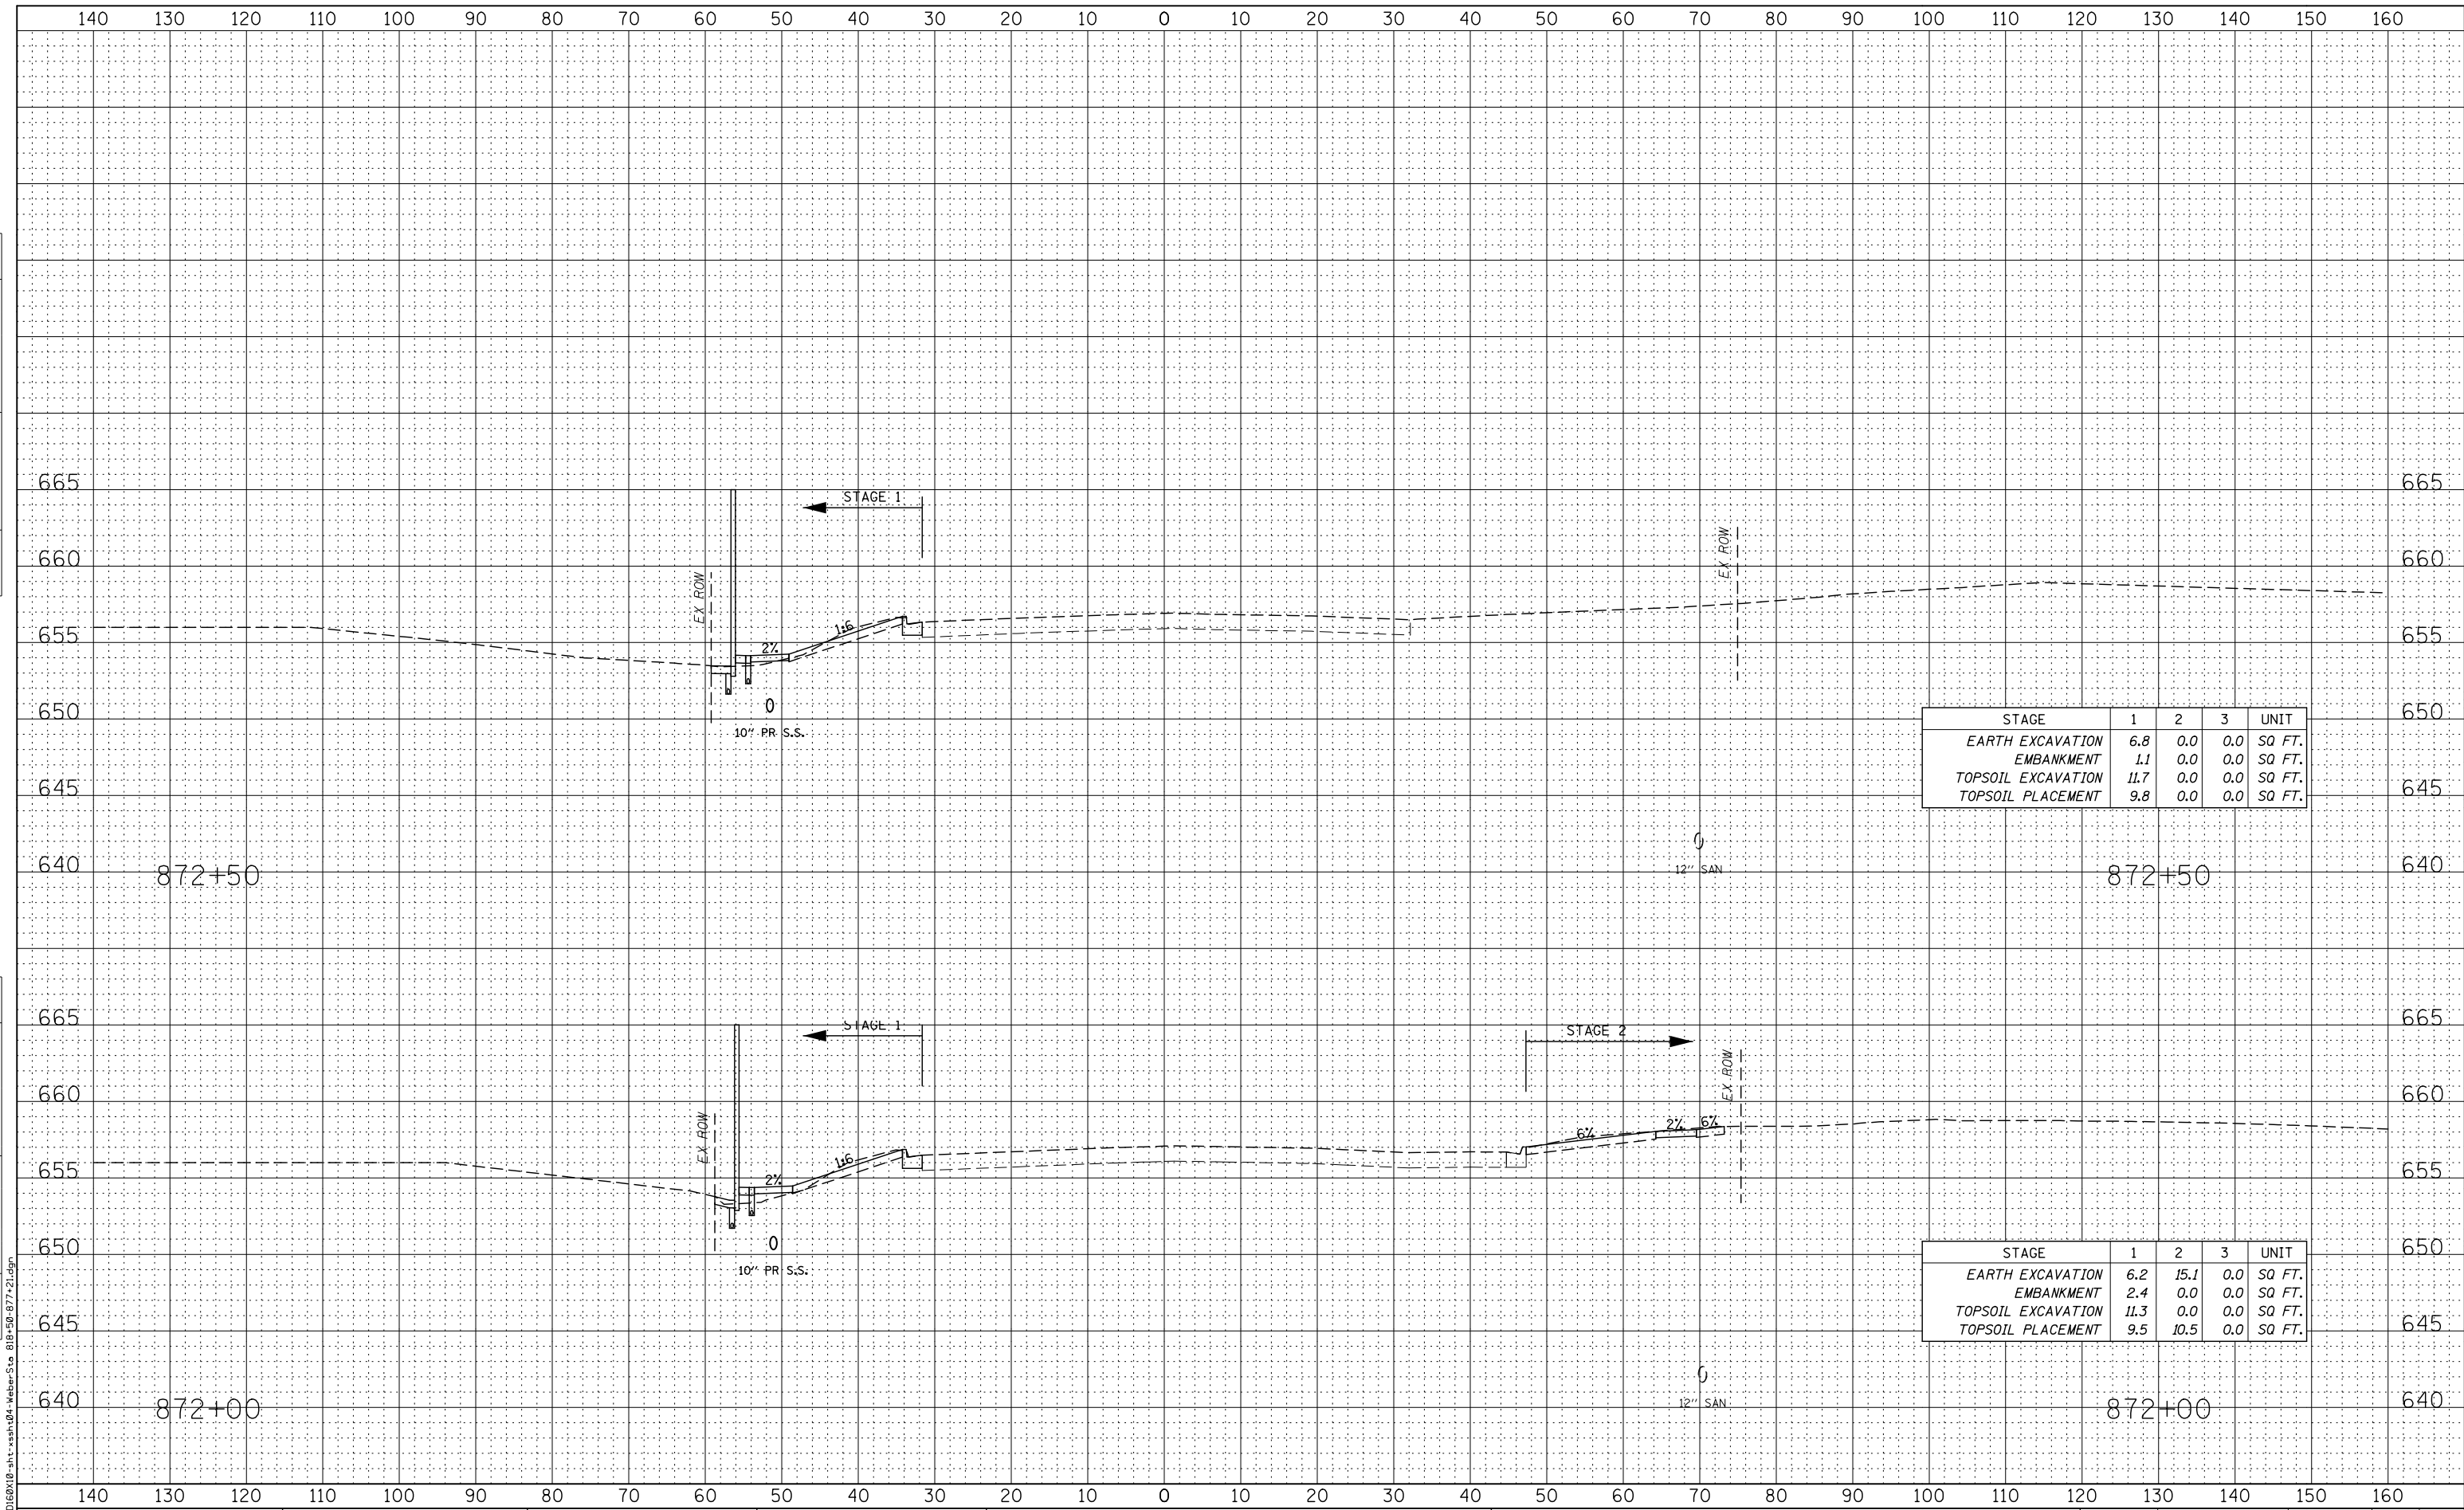 140 130 120 110 100 90 80 70 60 50 40 30 20 10 0 10 20 30 40 50 60 70 80 90 100 110 120 130 140 150 160
665 STAGE 1 665
660 EX ROW EX ROW 660
655 2% 1:6 655
650 650
10" PR S.S.
STAGE 1 2 3 UNIT
EARTH EXCAVATION 6.8 0.0 0.0 SQ FT.
EMBANKMENT 1.1 0.0 0.0 SQ FT.
TOPSOIL EXCAVATION 11.7 0.0 0.0 SQ FT.
TOPSOIL PLACEMENT 9.8 0.0 0.0 SQ FT.
645 645
640 872+50 12" SAN 872+50 640
665 STAGE 1 STAGE 2 665
660 EX ROW EX ROW 660
655 2% 1:6 6% 2% 6% 655
650 650
10" PR S.S.
STAGE 1 2 3 UNIT
EARTH EXCAVATION 6.2 15.1 0.0 SQ FT.
EMBANKMENT 2.4 0.0 0.0 SQ FT.
TOPSOIL EXCAVATION 11.3 0.0 0.0 SQ FT.
TOPSOIL PLACEMENT 9.5 10.5 0.0 SQ FT.
645 645
640 872+00 12" SAN 872+00 640
140 130 120 110 100 90 80 70 60 50 40 30 20 10 0 10 20 30 40 50 60 70 80 90 100 110 120 130 140 150 160
D160X10-sht-xssht04-WeberSta 818+50-877+21.dgn